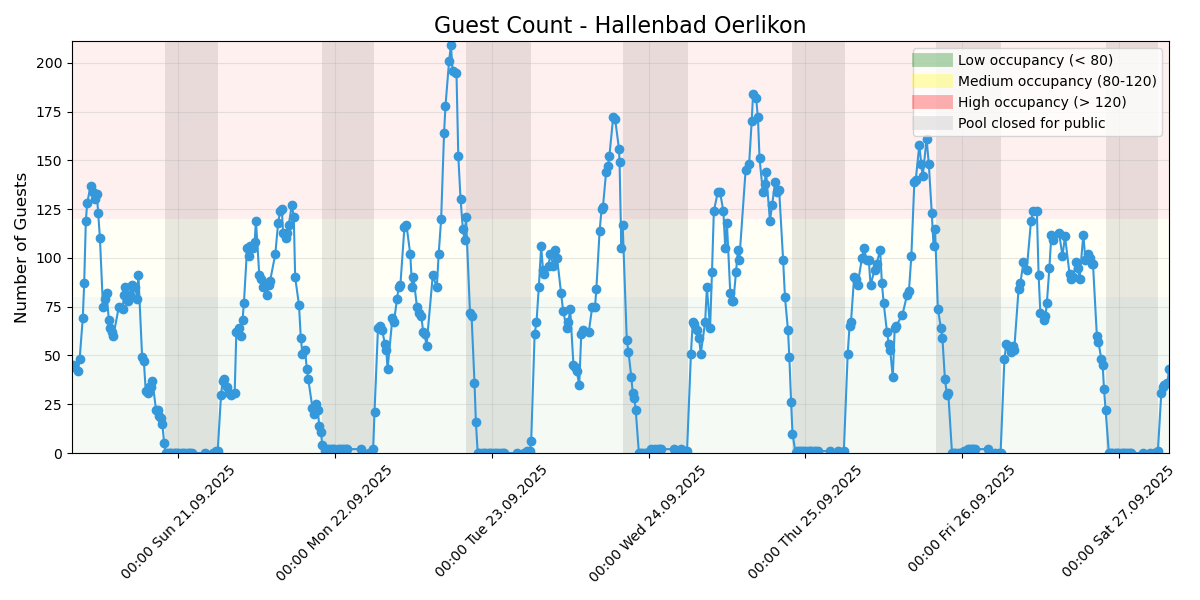 Guest Count - Hallenbad Oerlikon
Low occupancy (< 80)
Medium occupancy (80-120)
High occupancy (> 120)
Pool closed for public
Number of Guests
200
175
150
125
100
75
50
25
0
00:00 Sun 21.09.2025
00:00 Mon 22.09.2025
00:00 Tue 23.09.2025
00:00 Wed 24.09.2025
00:00 Thu 25.09.2025
00:00 Fri 26.09.2025
00:00 Sat 27.09.2025